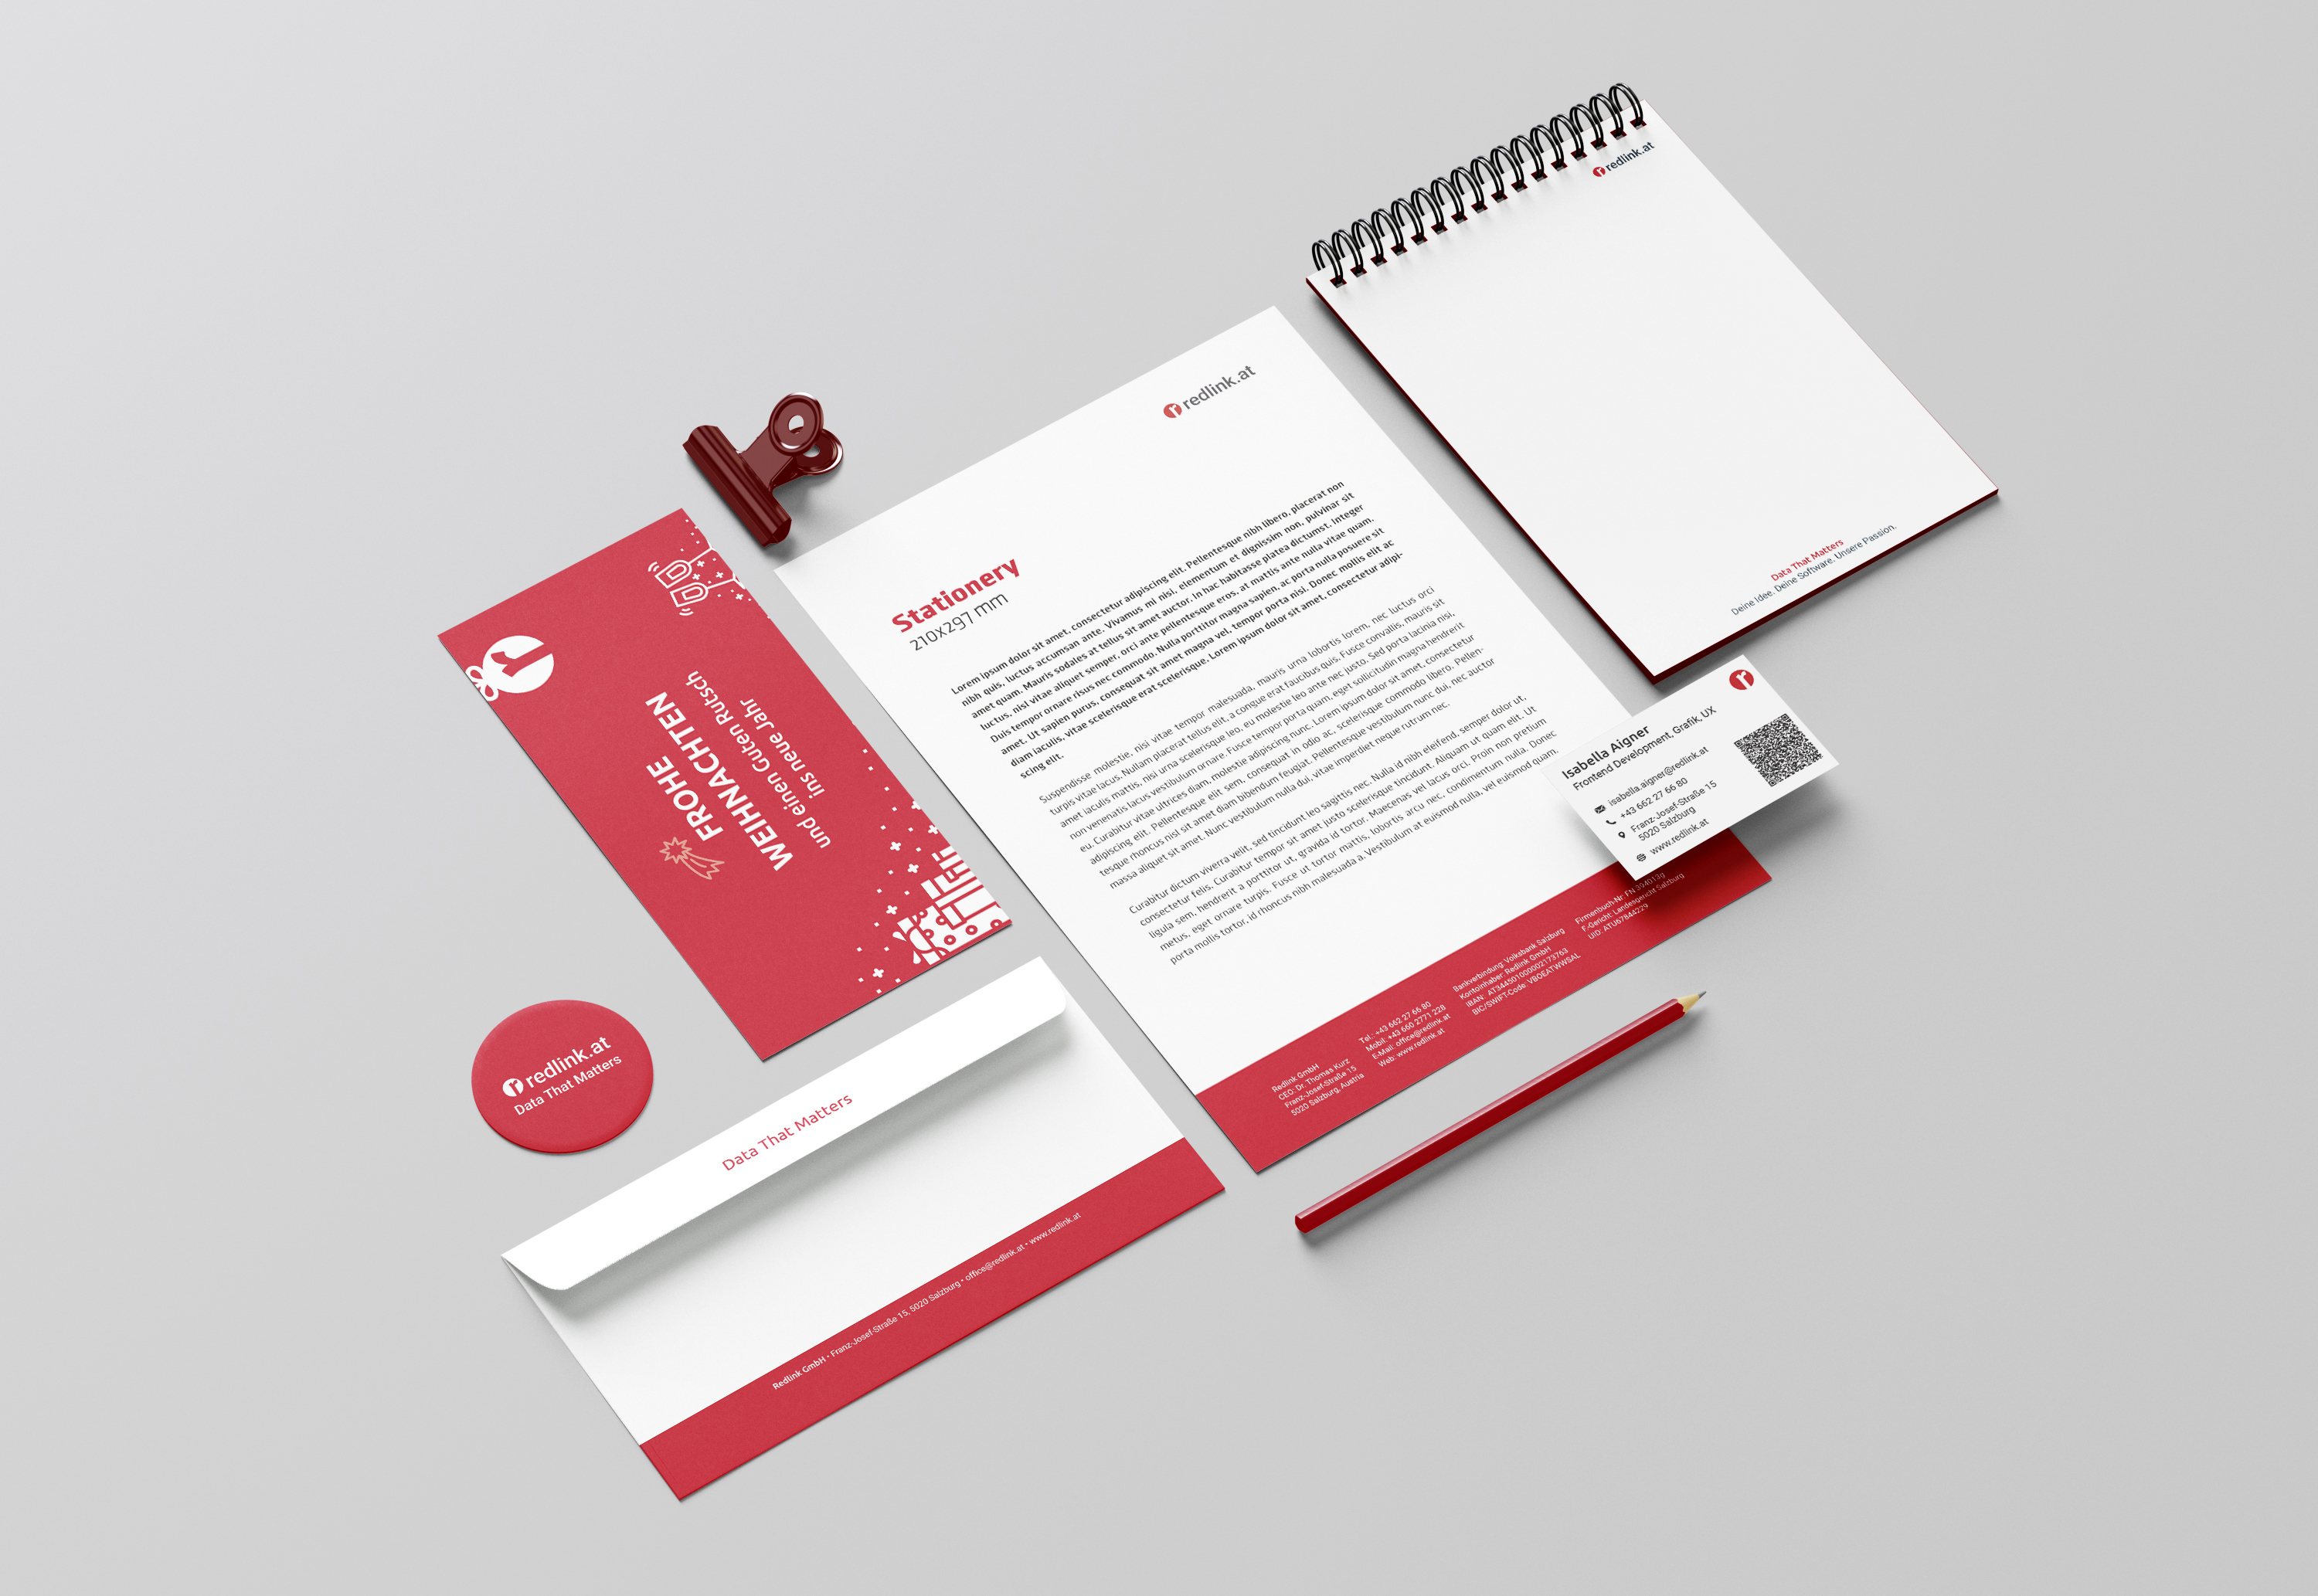 redlink.at
Data That Matters
Deine Idee. Deine Software. Unsere Passion.
redlink.at
Stationery
210x297 mm
Lorem ipsum dolor sit amet, consectetur adipiscing elit. Pellentesque nibh libero, placerat non
nibh quis, luctus accumsan ante. Vivamus mi nisl, elementum et dignissim non, pulvinar sit
amet quam. Mauris sodales at tellus sit amet auctor. In hac habitasse platea dictumst. Integer
luctus, nisl vitae aliquet semper, orci ante pellentesque eros, at mattis ante nulla vitae quam.
Duis tempor ornare risus nec commodo. Nulla porttitor magna sapien, ac porta nulla posuere sit
amet. Ut sapien purus, consequat sit amet magna vel, tempor porta nisi. Donec mollis elit ac
diam iaculis, vitae scelerisque erat scelerisque. Lorem ipsum dolor sit amet, consectetur adipi-
scing elit.
Suspendisse molestie, nisi vitae tempor malesuada, mauris urna lobortis lorem, nec luctus orci
turpis vitae lacus. Nullam placerat tellus elit, a congue erat faucibus quis. Fusce convallis, mauris sit
amet iaculis mattis, nisi urna scelerisque leo, eu molestie leo ante nec justo. Sed porta lacinia nisi,
non venenatis lacus vestibulum ornare. Fusce tempor porta quam, eget sollicitudin magna hendrerit
eu. Curabitur vitae ultrices diam, molestie adipiscing nunc. Lorem ipsum dolor sit amet, consectetur
adipiscing elit. Pellentesque elit sem, consequat in odio ac, scelerisque commodo libero. Pellen-
tesque rhoncus nisl sit amet diam bibendum feugiat. Pellentesque vestibulum nunc dui, nec auctor
massa aliquet sit amet. Nunc vestibulum nulla dui, vitae imperdiet neque rutrum nec.
Curabitur dictum viverra velit, sed tincidunt leo sagittis nec. Nulla id nibh eleifend, semper dolor ut,
consectetur felis. Curabitur tempor sit amet justo scelerisque tincidunt. Aliquam ut quam elit. Ut
ligula sem, hendrerit a porttitor ut, gravida id tortor. Maecenas vel lacus orci. Proin non pretium
metus, eget ornare turpis. Fusce ut tortor mattis, lobortis arcu nec, condimentum nulla. Donec
porta mollis tortor, id rhoncus nibh malesuada a. Vestibulum at euismod nulla, vel euismod quam.
Redlink GmbH
CEO: Dr. Thomas Kurz
Franz-Josef-Straße 15
5020 Salzburg, Austria
Tel.: +43 662 27 66 80
Mobil: +43 660 2771 228
E-Mail: office@redlink.at
Web: www.redlink.at
Bankverbindung: Volksbank Salzburg
Kontoinhaber: Redlink GmbH
IBAN: AT344501000002173763
BIC/SWIFT-Code: VBOEATWWSAL
Firmenbuch-Nr: FN 394013g
F-Gericht: Landesgericht Salzburg
UID: ATU67844229
Isabella Aigner
Frontend Development, Grafik, UX
isabella.aigner@redlink.at
+43 662 27 66 80
Franz-Josef-Straße 15
5020 Salzburg
www.redlink.at
FROHE
WEIHNACHTEN
und einen Guten Rutsch
ins neue Jahr
redlink.at
Data That Matters
Data That Matters
Redlink GmbH • Franz-Josef-Straße 15, 5020 Salzburg • office@redlink.at • www.redlink.at